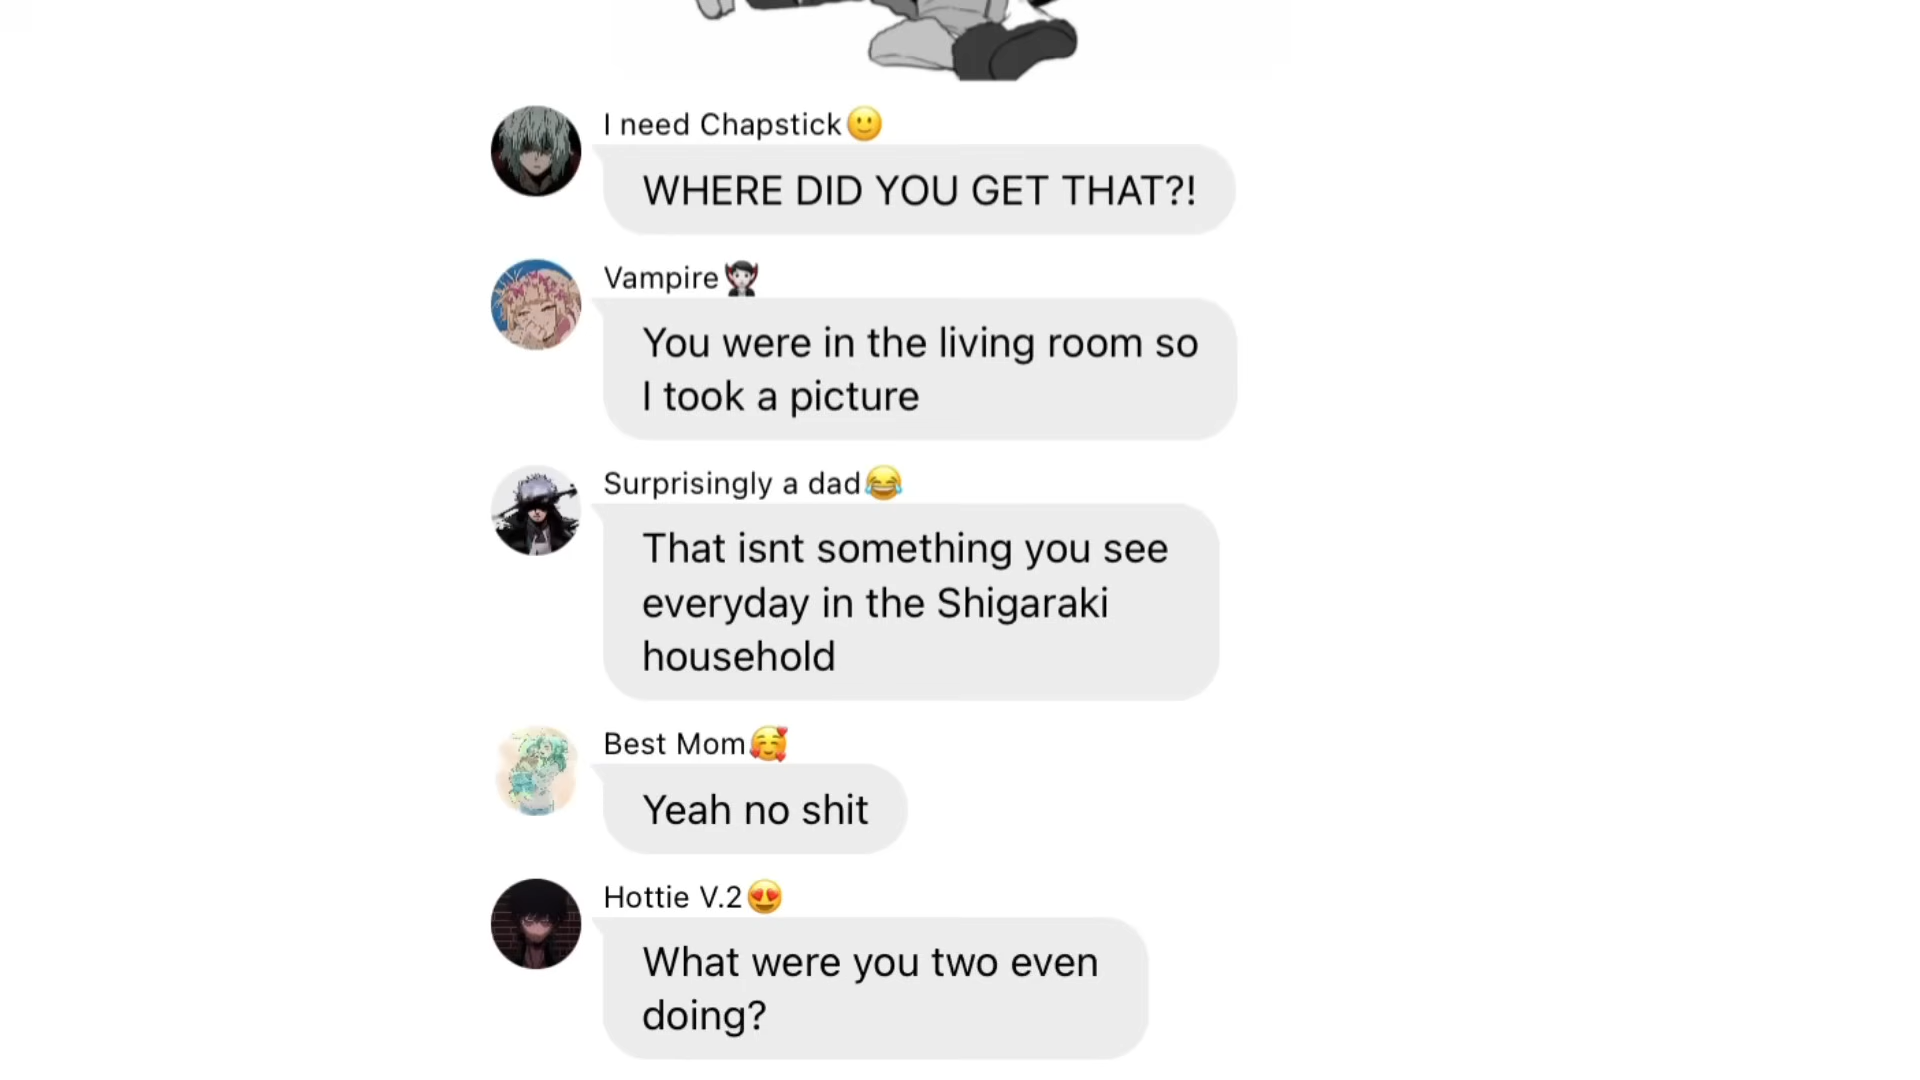 I need Chapstick🙂
WHERE DID YOU GET THAT?!
Vampire🧛🏻
You were in the living room so
I took a picture
Surprisingly a dad😂
That isnt something you see
everyday in the Shigaraki
household
Best Mom🥰
Yeah no shit
Hottie V.2😍
What were you two even
doing?